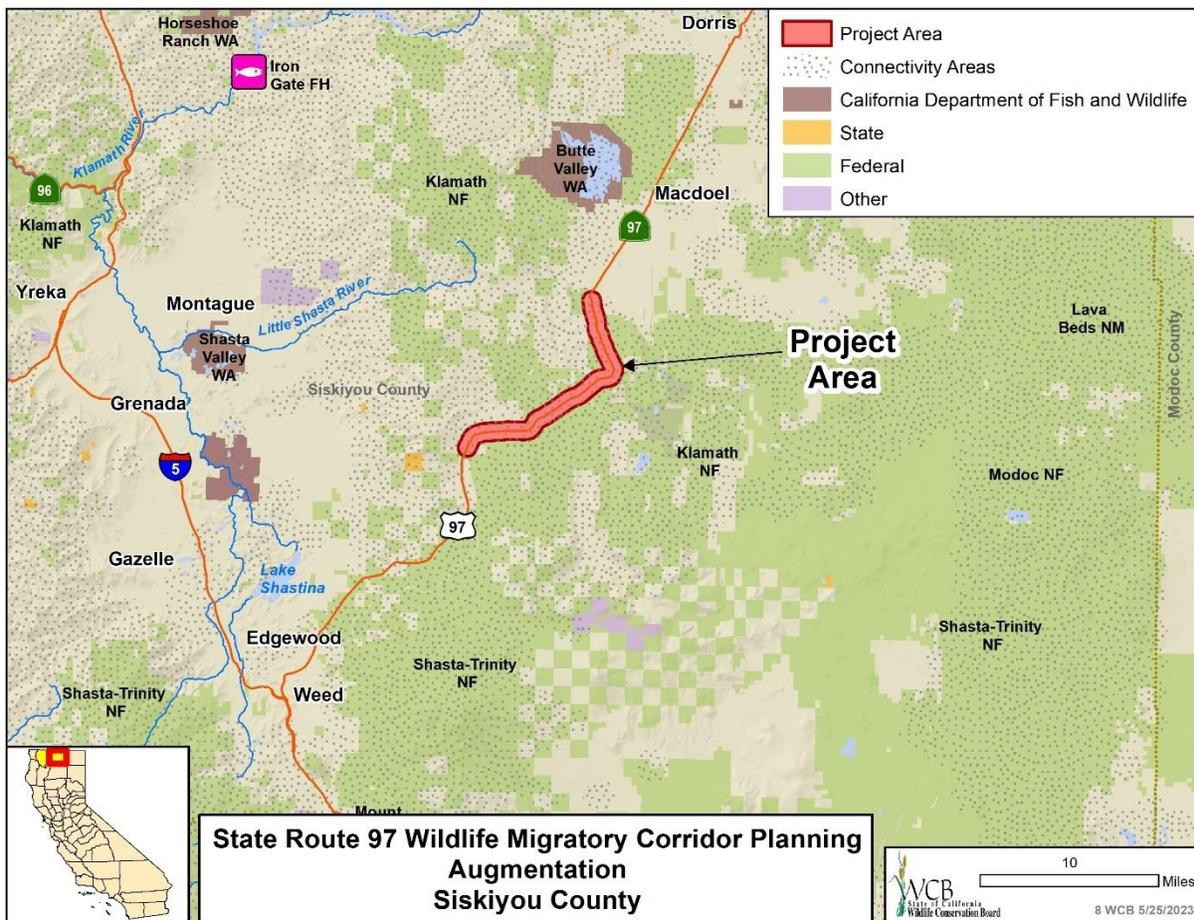 Horseshoe
Ranch WA
Iron
Gate FH
Dorris
Project Area
Connectivity Areas
California Department of Fish and Wildlife
State
Federal
Other
Klamath River
96
Klamath
NF
Klamath
NF
Butte
Valley
WA
Macdoel
97
Yreka
Montague
Little Shasta River
Shasta
Valley
WA
Siskiyou County
Project
Area
Lava
Beds NM
Modoc County
Grenada
5
Klamath
NF
Modoc NF
97
Gazelle
Lake
Shastina
Edgewood
Weed
Shasta-Trinity
NF
Shasta-Trinity
NF
Shasta-Trinity
NF
Mount
State Route 97 Wildlife Migratory Corridor Planning
Augmentation
Siskiyou County
WCB
State of California
Wildlife Conservation Board
10
Miles
8 WCB 5/25/2023